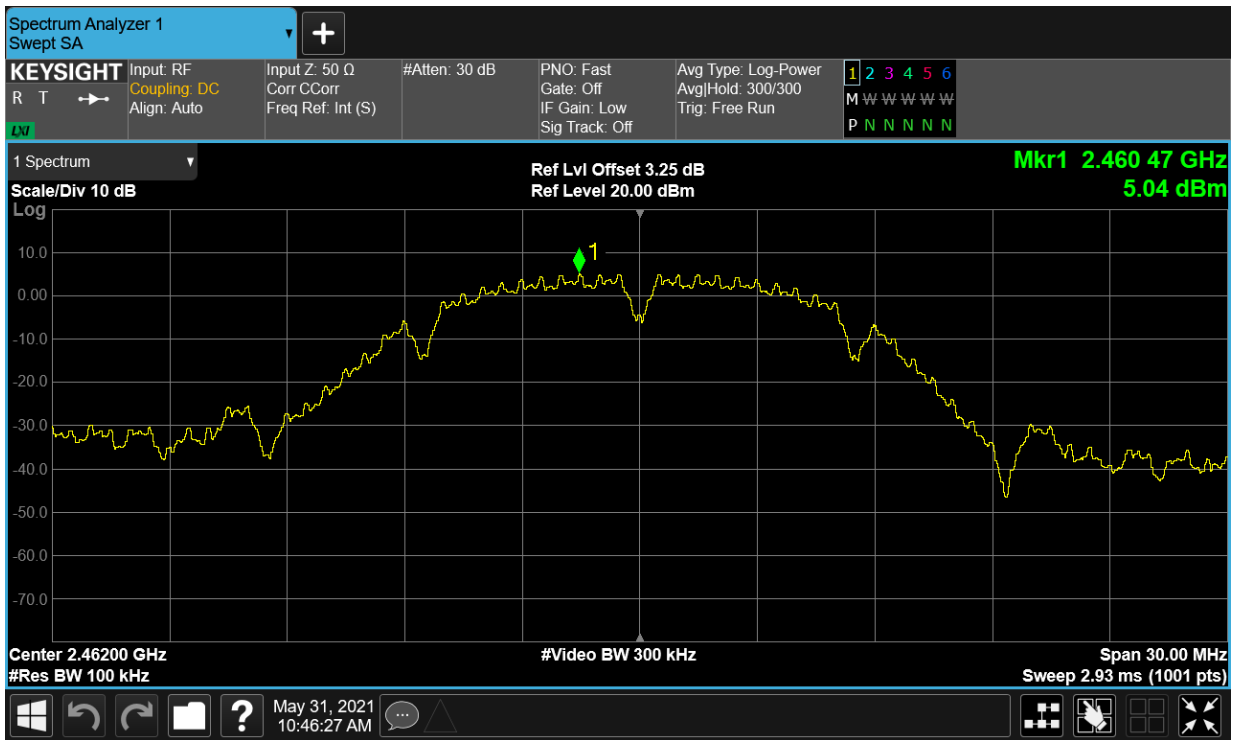 Spectrum Analyzer 1
Swept SA
KEYSIGHT
R T
LXI
Input: RF
Coupling: DC
Align: Auto
Input Z: 50 Ω
Corr CCorr
Freq Ref: Int (S)
#Atten: 30 dB
PNO: Fast
Gate: Off
IF Gain: Low
Sig Track: Off
Avg Type: Log-Power
Avg|Hold: 300/300
Trig: Free Run
1 2 3 4 5 6
M W W W W W
P N N N N N
1 Spectrum
Scale/Div 10 dB
Log
Ref Lvl Offset 3.25 dB
Ref Level 20.00 dBm
Mkr1 2.460 47 GHz
5.04 dBm
1
10.0
0.00
-10.0
-20.0
-30.0
-40.0
-50.0
-60.0
-70.0
Center 2.46200 GHz
#Res BW 100 kHz
#Video BW 300 kHz
Span 30.00 MHz
Sweep 2.93 ms (1001 pts)
?
May 31, 2021
10:46:27 AM